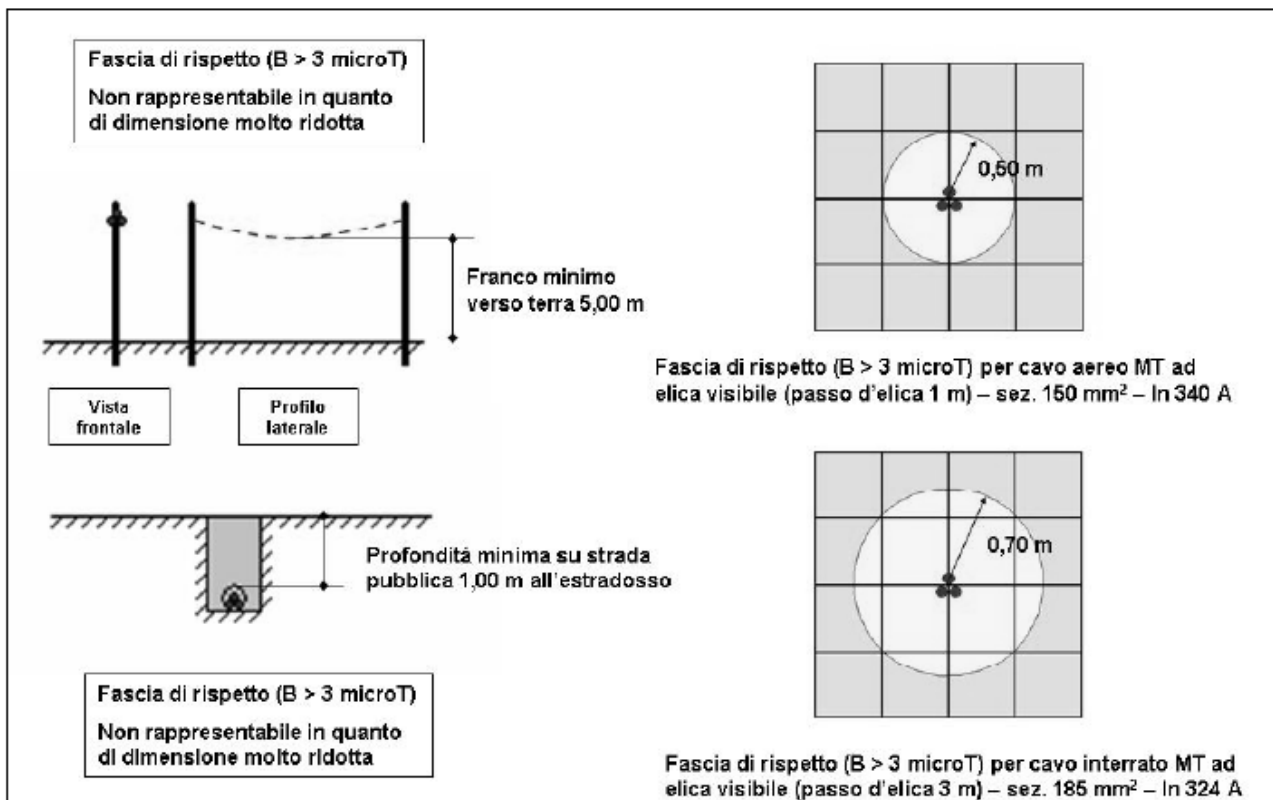 Fascia di rispetto (B > 3 microT)
Non rappresentabile in quanto
di dimensione molto ridotta
Franco minimo
verso terra 5,00 m
Vista
frontale
Profilo
laterale
Profondità minima su strada
pubblica 1,00 m all'estradosso
Fascia di rispetto (B > 3 microT)
Non rappresentabile in quanto
di dimensione molto ridotta
0,50 m
Fascia di rispetto (B > 3 microT) per cavo aereo MT ad
elica visibile (passo d'elica 1 m) – sez. 150 mm² – In 340 A
0,70 m
Fascia di rispetto (B > 3 microT) per cavo interrato MT ad
elica visibile (passo d'elica 3 m) – sez. 185 mm² – In 324 A